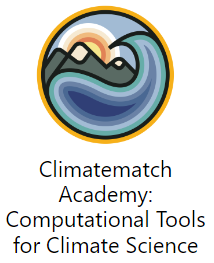 Climatematch
Academy:
Computational Tools
for Climate Science